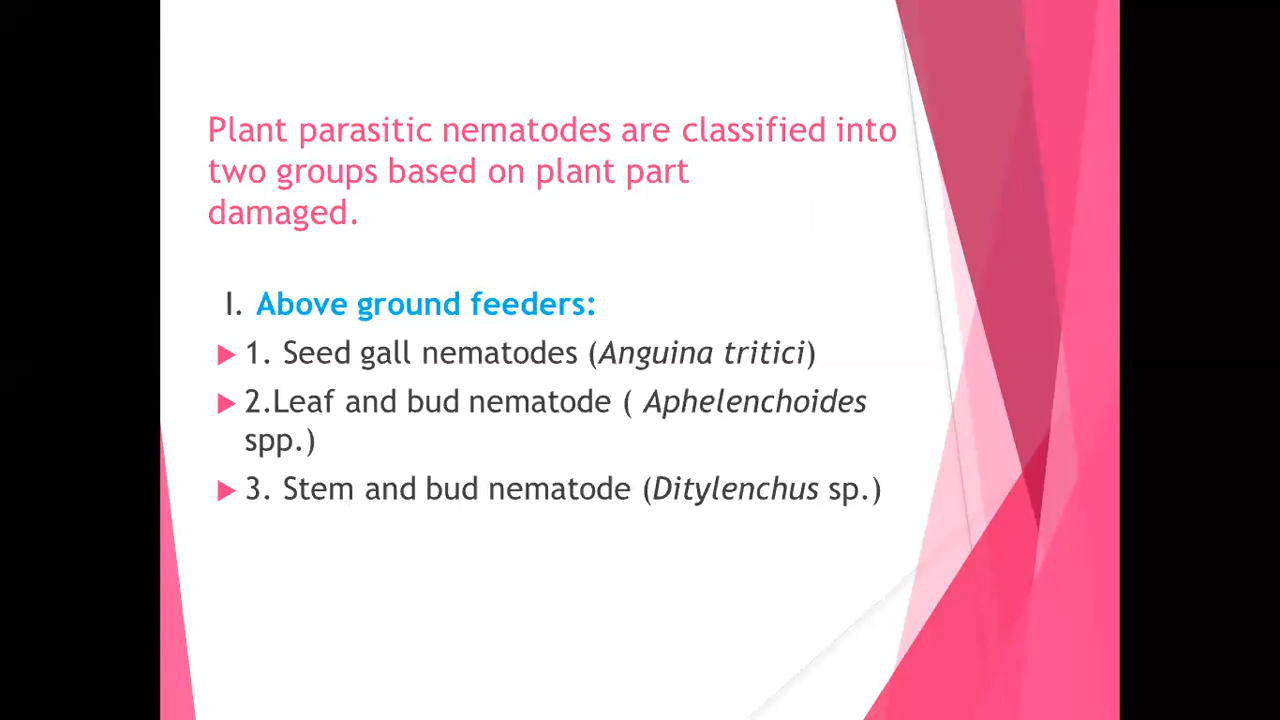 Plant parasitic nematodes are classified into
two groups based on plant part
damaged.
I. Above ground feeders:
1. Seed gall nematodes (Anguina tritici)
2.Leaf and bud nematode ( Aphelenchoides
spp.)
3. Stem and bud nematode (Ditylenchus sp.)